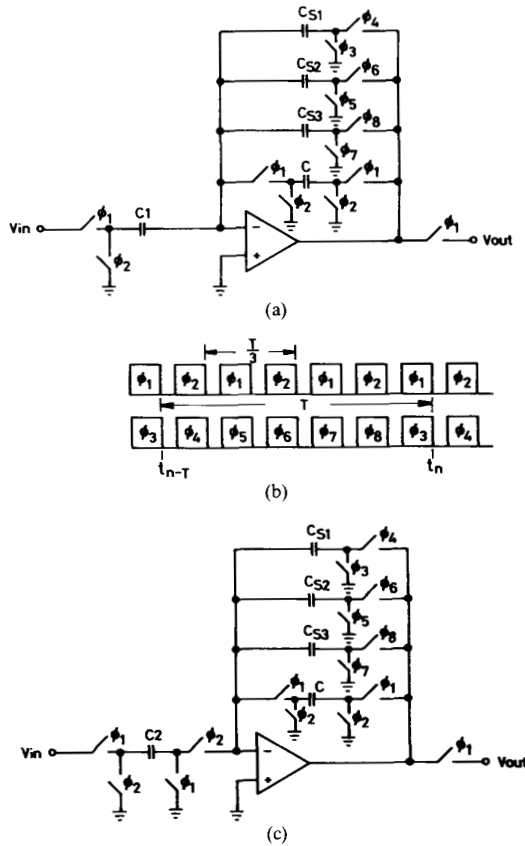 CS1
ϕ4
ϕ3
CS2
ϕ6
ϕ5
CS3
ϕ8
ϕ7
ϕ1
C
ϕ1
ϕ2
ϕ2
Vin
ϕ1
C1
ϕ2
−
+
ϕ1
Vout
(a)
T
3
ϕ1 ϕ2 ϕ1 ϕ2 ϕ1 ϕ2 ϕ1 ϕ2
T
ϕ3 ϕ4 ϕ5 ϕ6 ϕ7 ϕ8 ϕ3 ϕ4
tn-T
tn
(b)
CS1
ϕ4
ϕ3
CS2
ϕ6
ϕ5
CS3
ϕ8
ϕ7
ϕ1
C
ϕ1
ϕ2
ϕ2
Vin
ϕ1
C2
ϕ2
ϕ2
ϕ1
−
+
ϕ1
Vout
(c)